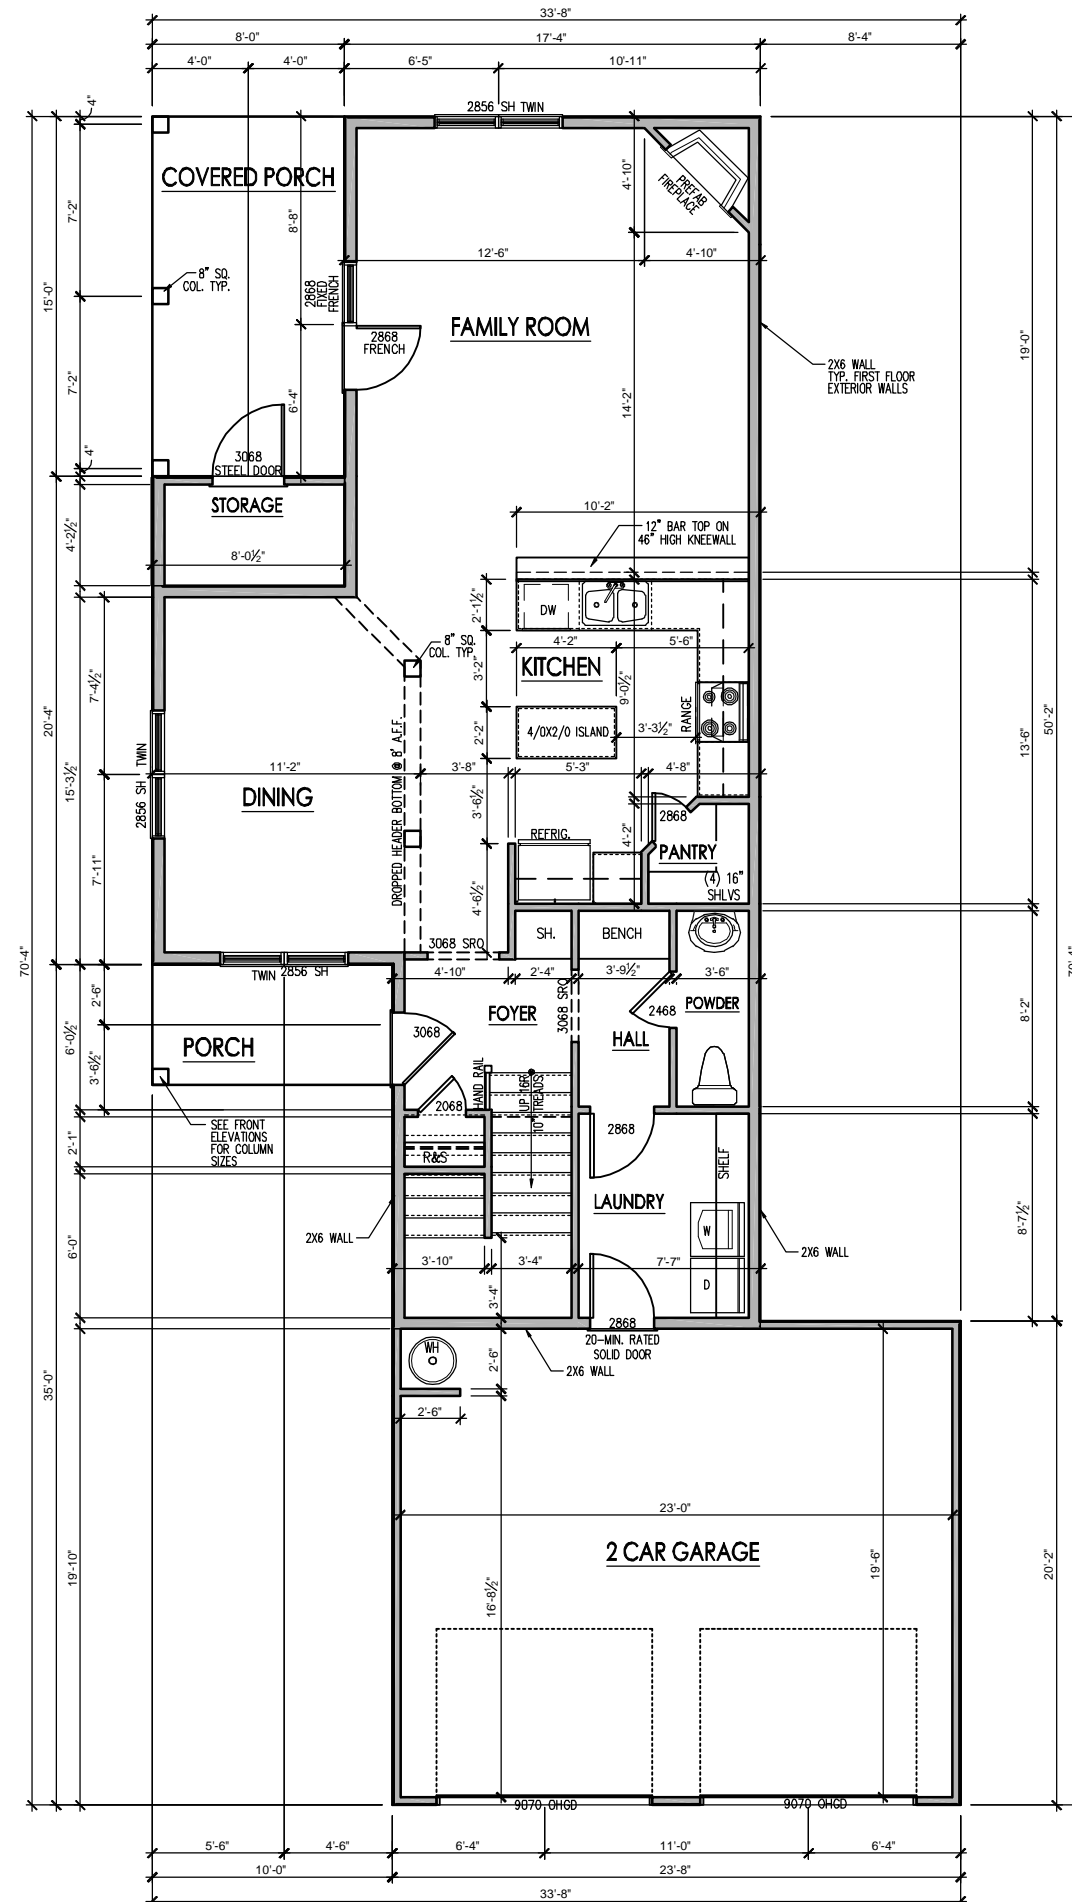 33'-8"
8'-0"
17'-4"
8'-4"
4'-0"
4'-0"
6'-5"
10'-11"
2856 SH TWIN
4"
COVERED PORCH
7'-2"
8'-8"
4'-10"
PREFAB
FIREPLACE
12'-6"
4'-10"
8" SQ.
COL. TYP.
2868
FIXED
FRENCH
15'-0"
FAMILY ROOM
2868
FRENCH
19'-0"
2X6 WALL
TYP. FIRST FLOOR
EXTERIOR WALLS
7'-2"
6'-4"
14'-2"
4"
3068
STEEL DOOR
STORAGE
10'-2"
12" BAR TOP ON
46" HIGH KNEEWALL
4'-2½"
8'-0½"
2'-1½"
DW
8" SQ.
COL. TYP.
4'-2"
5'-6"
KITCHEN
3'-2"
9'-0½"
7'-4½"
RANGE
20'-4"
2'-2"
4/0X2/0 ISLAND
3'-3½"
13'-6"
50'-2"
15'-3½"
2856 SH TWIN
11'-2"
DROPPED HEADER BOTTOM @ 8' A.F.F.
3'-8"
5'-3"
4'-8"
DINING
3'-6½"
2868
REFRIG.
4'-2"
PANTRY
(4) 16"
SHLVS
7'-11"
4'-6½"
3068 SRO
SH.
BENCH
70'-4"
TWIN 2856 SH
4'-10"
2'-4"
3'-9½"
3'-6"
70'-4"
2'-6"
FOYER
3068 SRO
2468
POWDER
8'-2"
6'-0½"
3068
HALL
PORCH
3'-6½"
HAND RAIL
UP 16R
10" TREADS
2068
SEE FRONT
ELEVATIONS
FOR COLUMN
SIZES
2'-1"
R&S
2868
SHELF
LAUNDRY
8'-7½"
6'-0"
2X6 WALL
W
2X6 WALL
3'-10"
3'-4"
7'-7"
D
3'-4"
2868
20-MIN. RATED
SOLID DOOR
WH
2'-6"
2X6 WALL
35'-0"
2'-6"
23'-0"
2 CAR GARAGE
19'-10"
16'-8½"
19'-6"
20'-2"
9070 OHGD
9070 OHGD
5'-6"
4'-6"
6'-4"
11'-0"
6'-4"
10'-0"
23'-8"
33'-8"